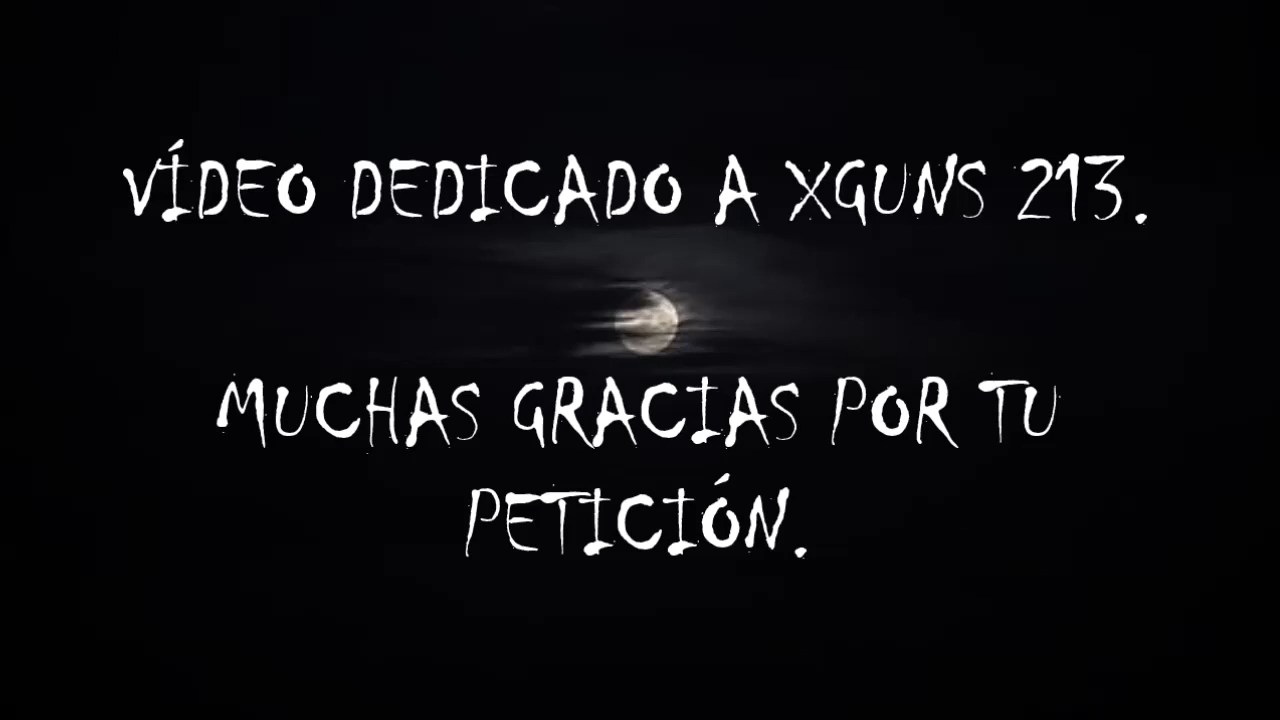 VÍDEO DEDICADO A XGUNS 213.
MUCHAS GRACIAS POR TU
PETICIÓN.